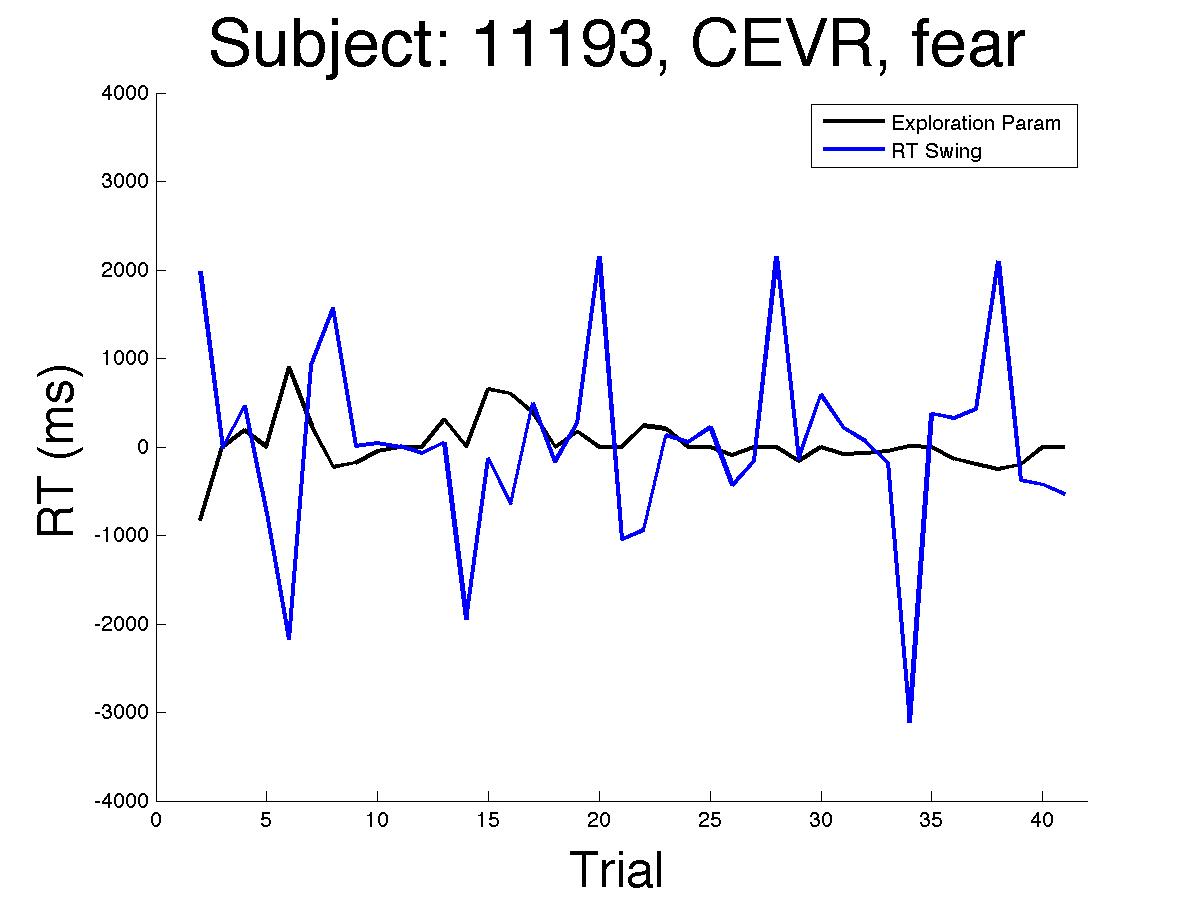 Subject: 11193, CEVR, fear
Exploration Param
RT Swing
4000
3000
2000
1000
0
-1000
-2000
-3000
-4000
RT (ms)
0 5 10 15 20 25 30 35 40
Trial